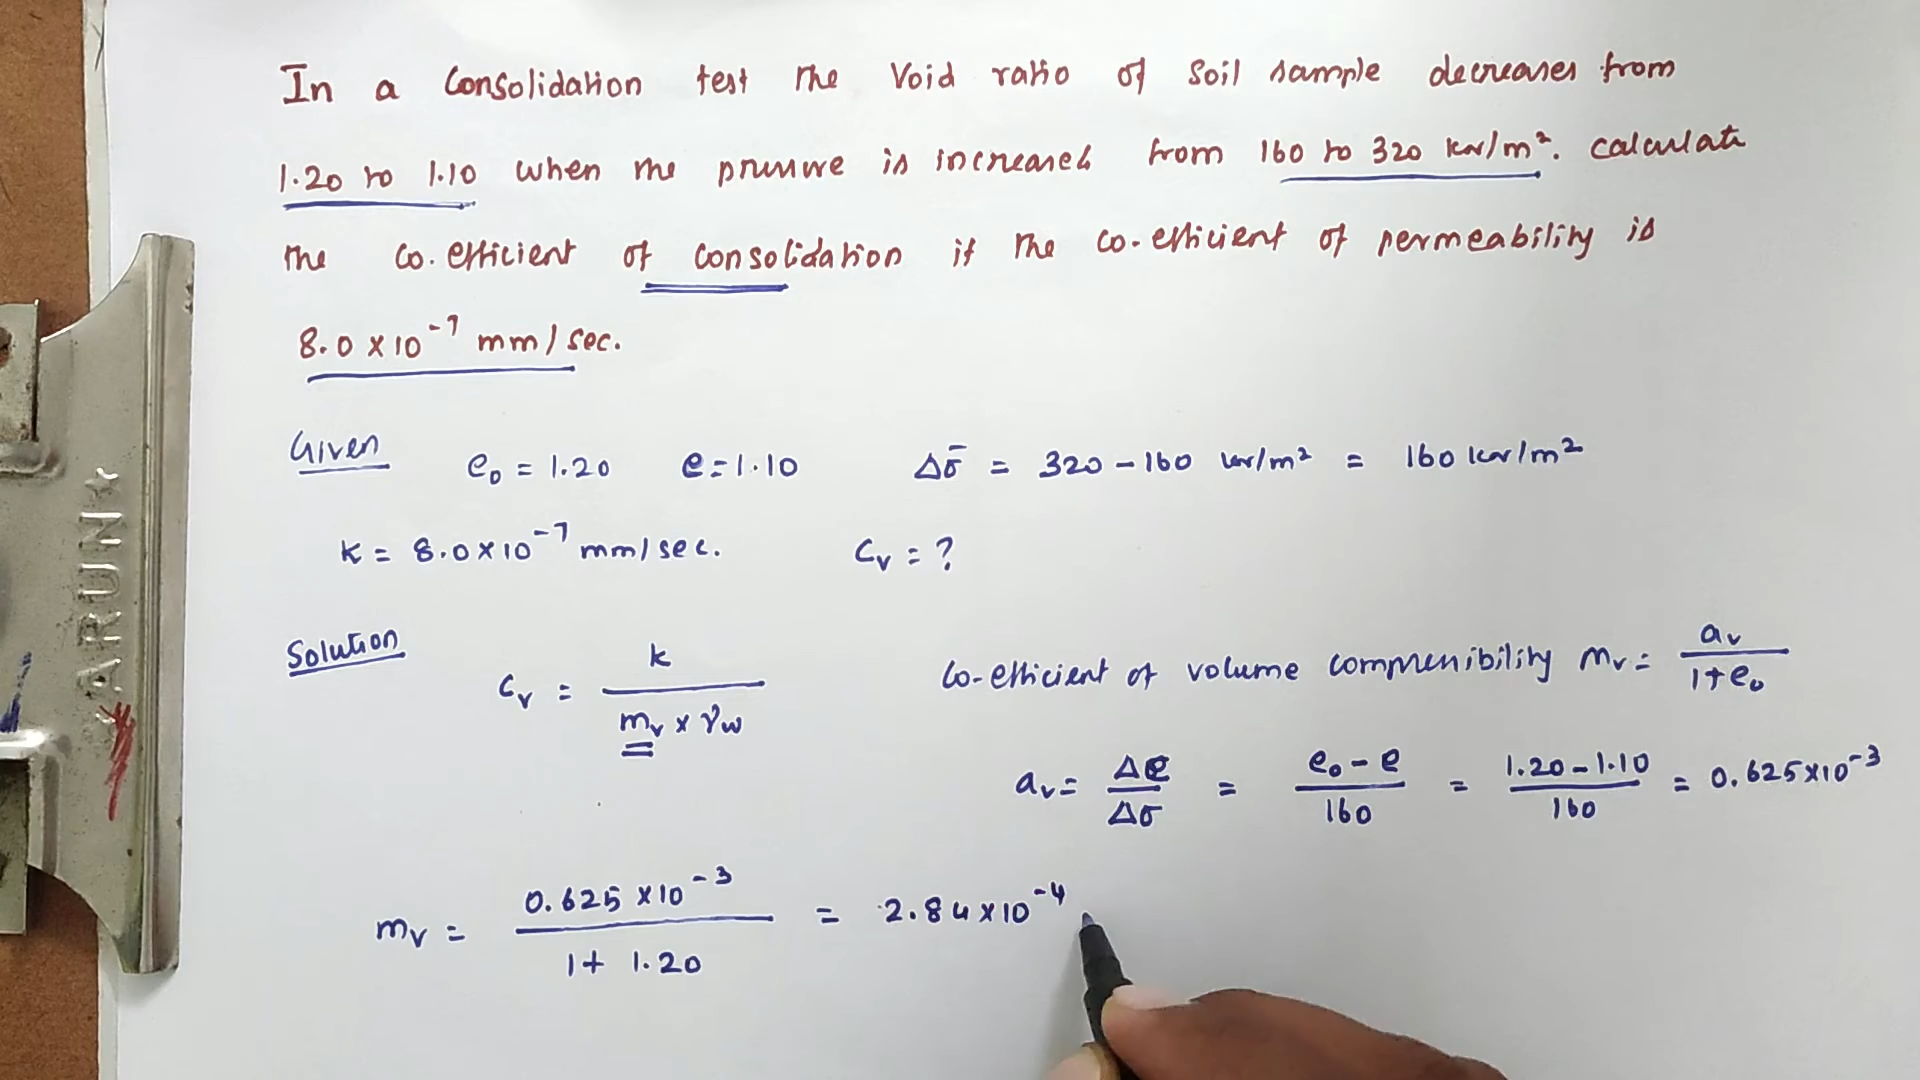 In a Consolidation test the Void ratio of Soil sample decreases from
1.20 to 1.10 when the pressure is increased from 160 to 320 kN/m². calculate
the co-efficient of consolidation if the co-efficient of permeability is
8.0 × 10⁻⁷ mm/sec.
Given e₀ = 1.20 e = 1.10 Δσ̄ = 320 - 160 kN/m² = 160 kN/m²
k = 8.0 × 10⁻⁷ mm/sec. Cᵥ = ?
Solution Cᵥ = k / (mᵥ × γw) Co-efficient of volume compressibility mᵥ = aᵥ / (1+e₀)
aᵥ = Δe / Δσ = (e₀ - e) / 160 = (1.20 - 1.10) / 160 = 0.625 × 10⁻³
mᵥ = (0.625 × 10⁻³) / (1 + 1.20) = 2.84 × 10⁻⁴
VARUN